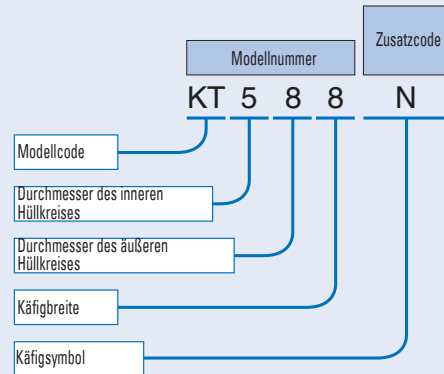 Zusatzcode
Modellnummer
KT 5 8 8 N
Modellcode
Durchmesser des inneren
Hüllkreises
Durchmesser des äußeren
Hüllkreises
Käfigbreite
Käfigsymbol